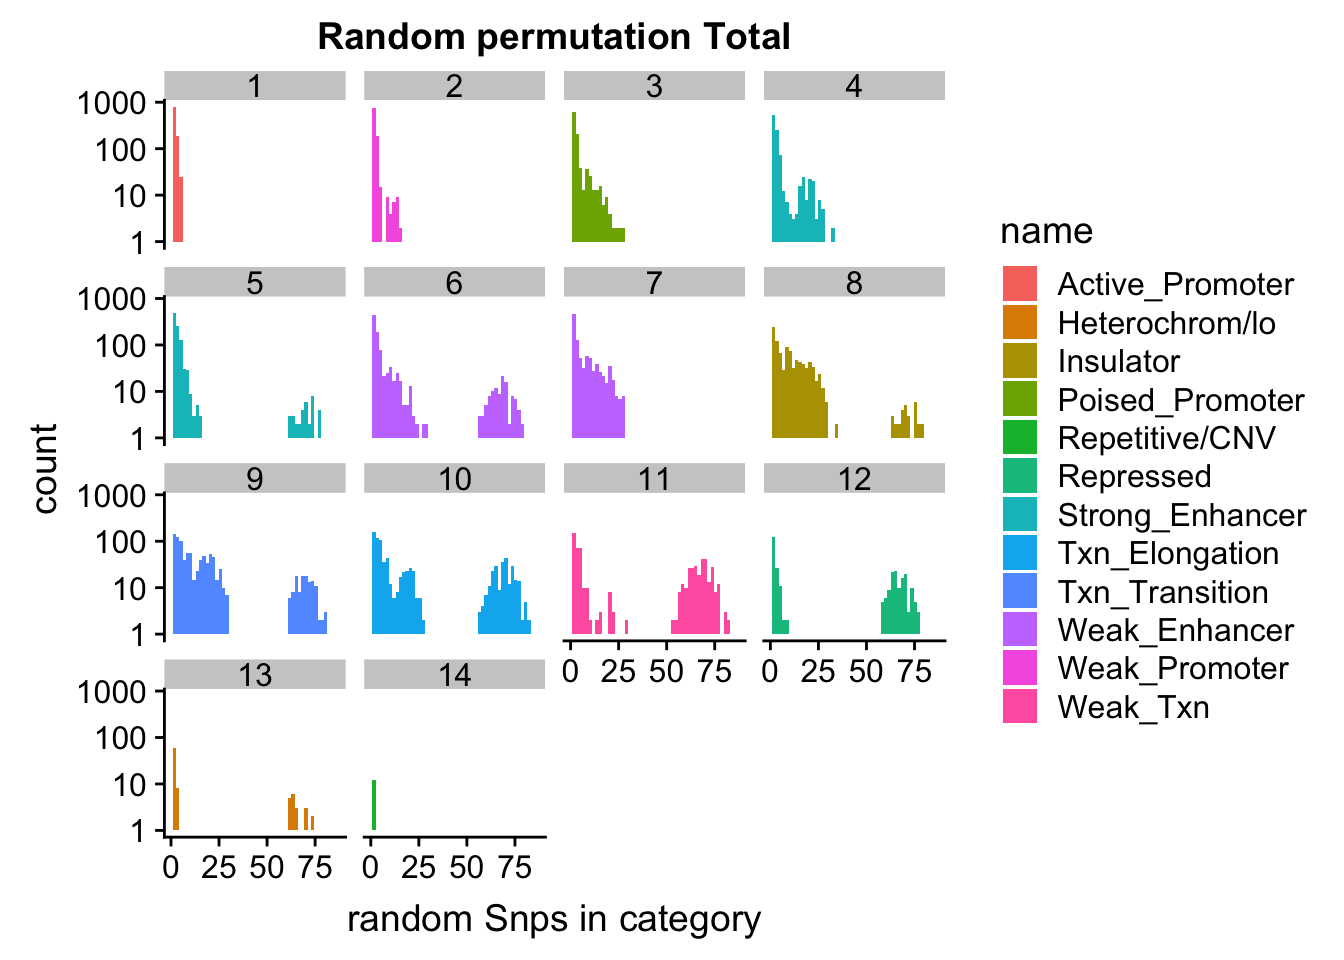 Random permutation Total
1 2 3 4
1000
100
10
1
5 6 7 8
1000
100
10
1
9 10 11 12
1000
100
10
1
0 25 50 75 0 25 50 75
13 14
1000
100
10
1
0 25 50 75 0 25 50 75
count
random Snps in category
name
Active_Promoter
Heterochrom/lo
Insulator
Poised_Promoter
Repetitive/CNV
Repressed
Strong_Enhancer
Txn_Elongation
Txn_Transition
Weak_Enhancer
Weak_Promoter
Weak_Txn